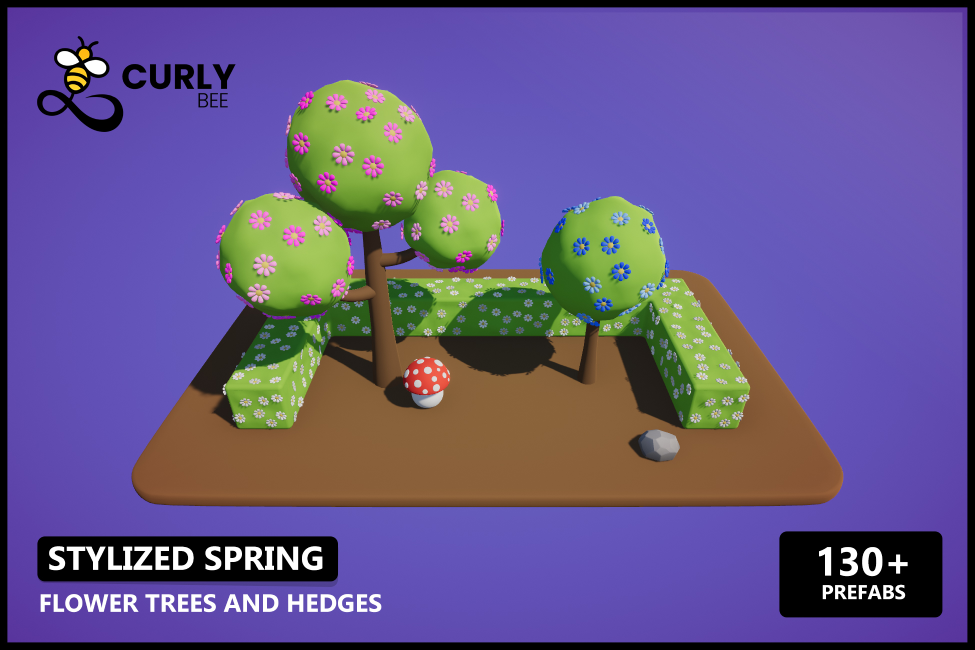 CURLY
BEE
STYLIZED SPRING
FLOWER TREES AND HEDGES
130+
PREFABS